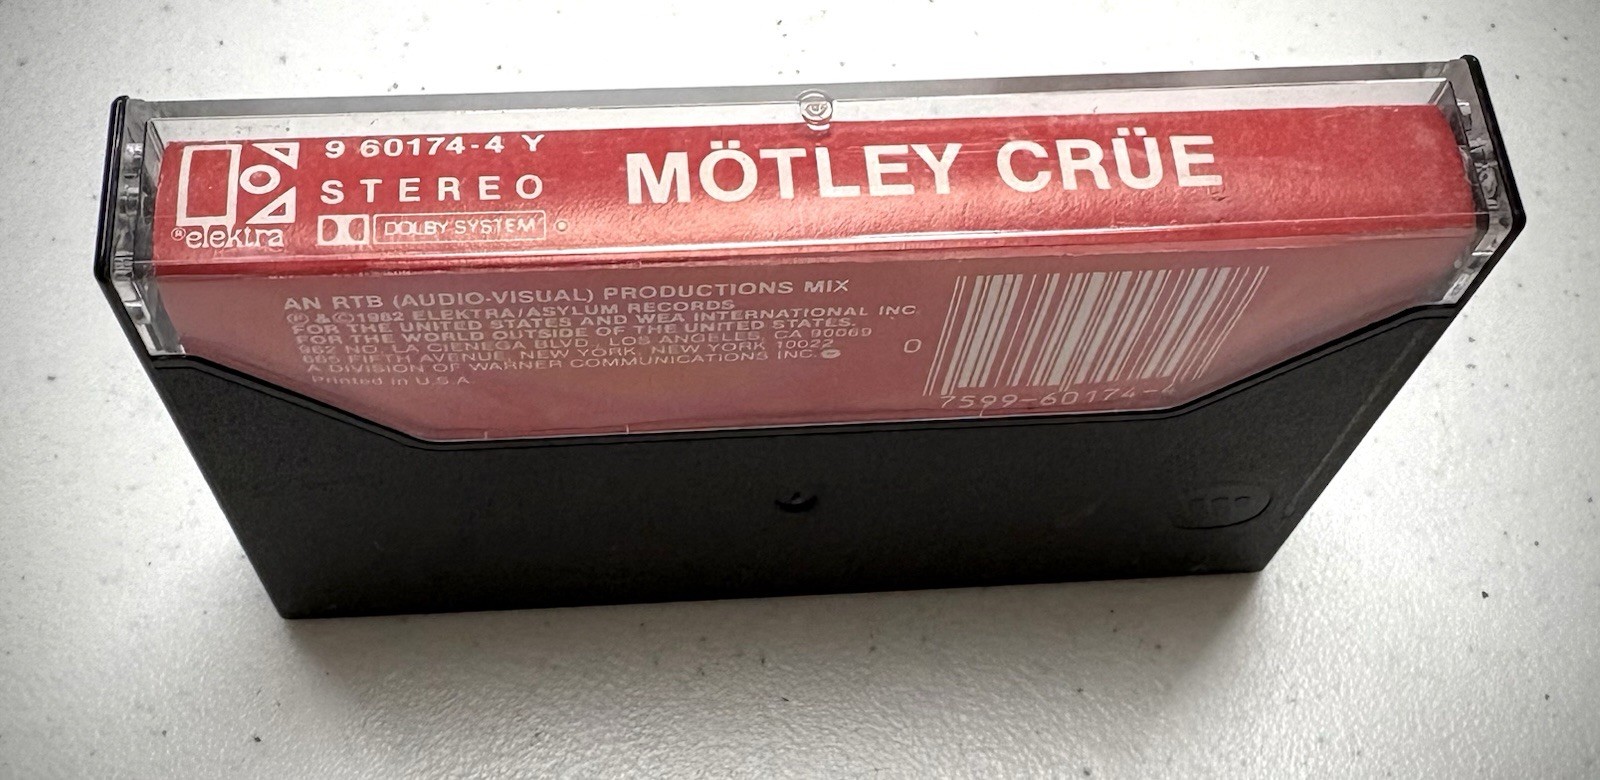 9 60174-4 Y
STEREO
DOLBY SYSTEM
® elektra
MÖTLEY CRÜE
AN RTB (AUDIO-VISUAL) PRODUCTIONS MIX
℗ & © 1982 ELEKTRA/ASYLUM RECORDS
FOR THE UNITED STATES AND WEA INTERNATIONAL INC.
FOR THE WORLD OUTSIDE OF THE UNITED STATES.
962 NO. LA CIENEGA BLVD., LOS ANGELES, CA 90069
665 FIFTH AVENUE, NEW YORK, NEW YORK 10022
A DIVISION OF WARNER COMMUNICATIONS INC.
Printed in U.S.A.
0
7599-60174-4